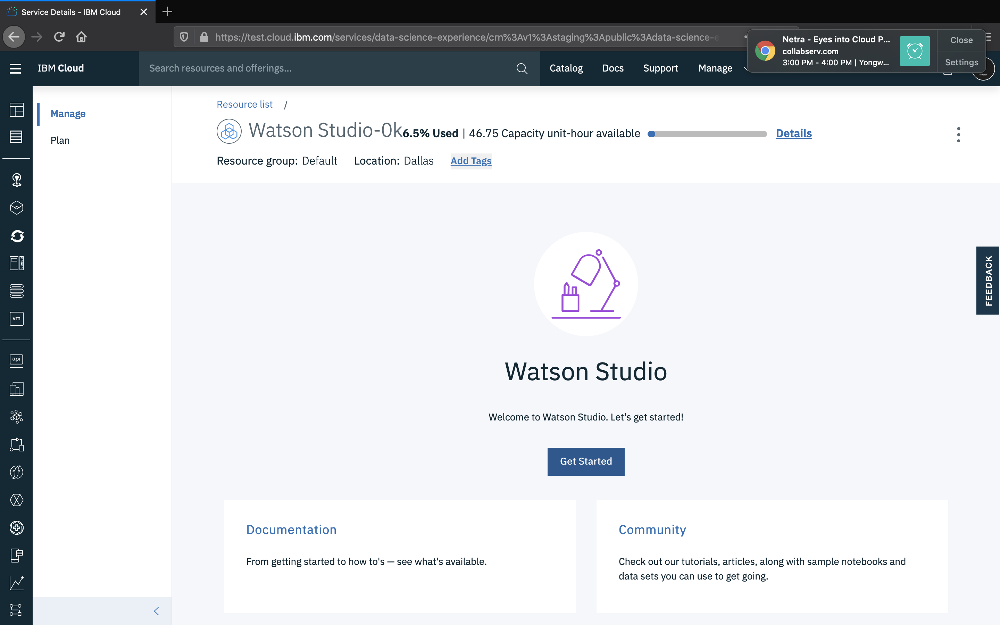 Service Details - IBM Cloud
https://test.cloud.ibm.com/services/data-science-experience/crn%3Av1%3Astaging%3Apublic%3Adata-science-e
Netra - Eyes into Cloud P...
collabserv.com
3:00 PM - 4:00 PM | Yongw...
Close
Settings
IBM Cloud
Search resources and offerings...
Catalog
Docs
Support
Manage
Manage
Plan
Resource list /
Watson Studio-0k
6.5% Used | 46.75 Capacity unit-hour available
Details
Resource group: Default
Location: Dallas
Add Tags
vm
api
FEEDBACK
Watson Studio
Welcome to Watson Studio. Let's get started!
Get Started
Documentation
From getting started to how to's — see what's available.
Community
Check out our tutorials, articles, along with sample notebooks and
data sets you can use to get going.